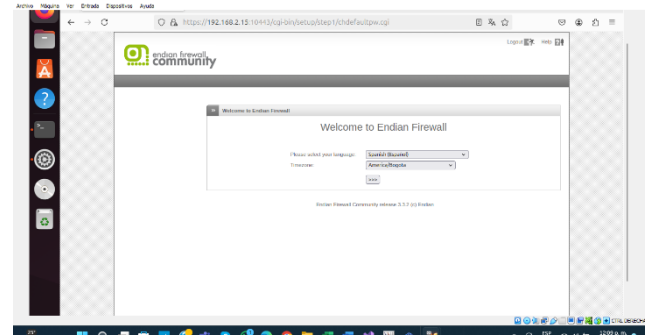 Archivo Máquina Ver Entrada Dispositivos Ayuda
https://192.168.2.15:10443/cgi-bin/setup/step1/chdefaultpw.cgi
Logout Help
endian firewall
community
Welcome to Endian Firewall
Welcome to Endian Firewall
Please select your language:
Spanish (Español)
Timezone:
America/Bogota
>>>
Endian Firewall Community release 3.3.2 (c) Endian
CTRL DERECHA